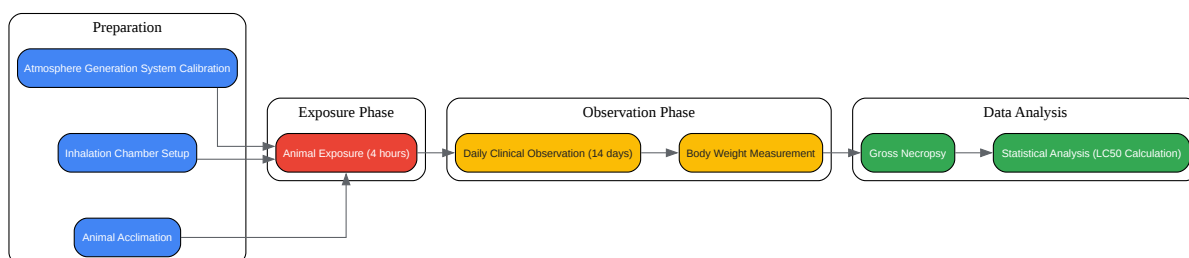 Preparation
Atmosphere Generation System Calibration
Inhalation Chamber Setup
Animal Acclimation
Exposure Phase
Animal Exposure (4 hours)
Observation Phase
Daily Clinical Observation (14 days)
Body Weight Measurement
Data Analysis
Gross Necropsy
Statistical Analysis (LC50 Calculation)